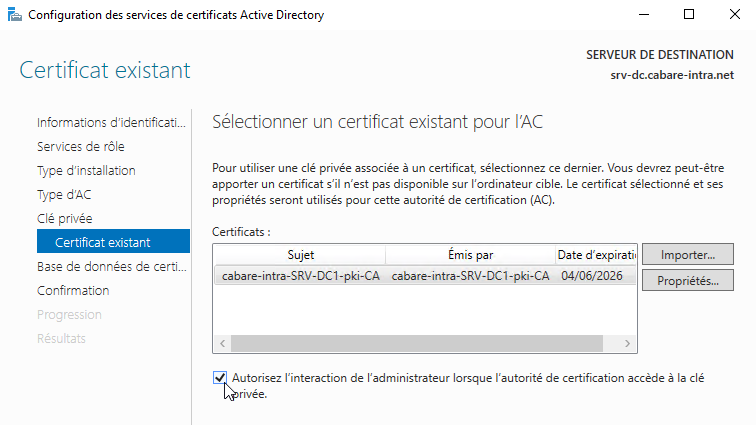 Configuration des services de certificats Active Directory
Certificat existant
SERVEUR DE DESTINATION
srv-dc.cabare-intra.net
Informations d'identificati...
Services de rôle
Type d'installation
Type d'AC
Clé privée
Certificat existant
Base de données de certi...
Confirmation
Progression
Résultats
Sélectionner un certificat existant pour l'AC
Pour utiliser une clé privée associée à un certificat, sélectionnez ce dernier. Vous devrez peut-être
apporter un certificat s'il n'est pas disponible sur l'ordinateur cible. Le certificat sélectionné et ses
propriétés seront utilisés pour cette autorité de certification (AC).
Certificats :
Sujet Émis par Date d'expirati
cabare-intra-SRV-DC1-pki-CA cabare-intra-SRV-DC1-pki-CA 04/06/2026
Importer...
Propriétés...
Autorisez l'interaction de l'administrateur lorsque l'autorité de certification accède à la clé
privée.